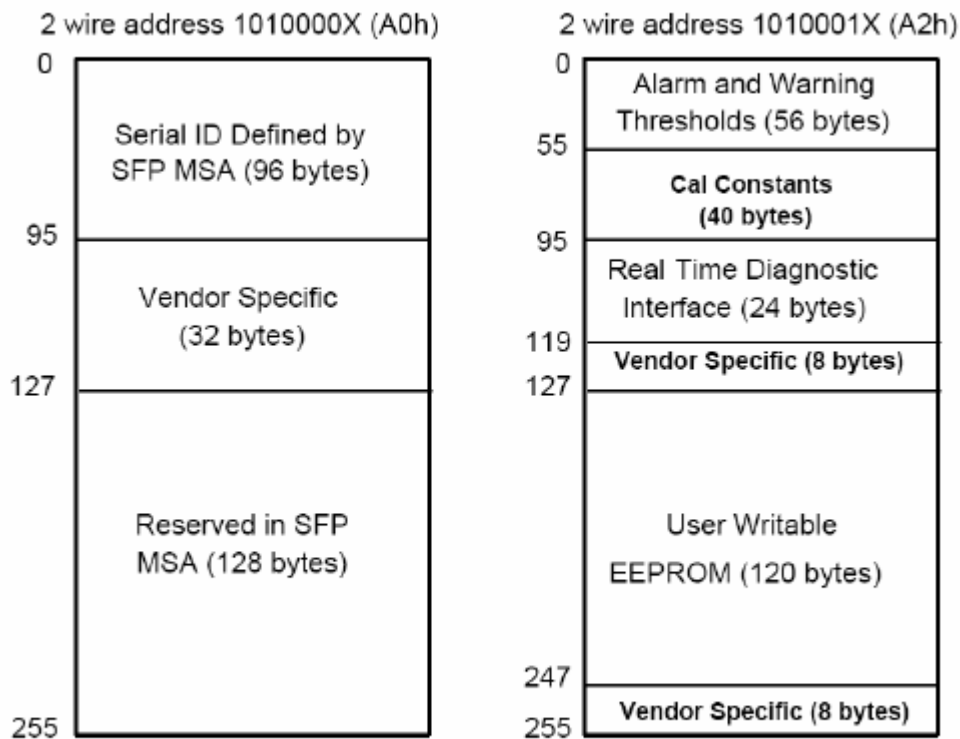 2 wire address 1010000X (A0h)
0
Serial ID Defined by
SFP MSA (96 bytes)
95
Vendor Specific
(32 bytes)
127
Reserved in SFP
MSA (128 bytes)
255
2 wire address 1010001X (A2h)
0
Alarm and Warning
Thresholds (56 bytes)
55
Cal Constants
(40 bytes)
95
Real Time Diagnostic
Interface (24 bytes)
119
Vendor Specific (8 bytes)
127
User Writable
EEPROM (120 bytes)
247
Vendor Specific (8 bytes)
255